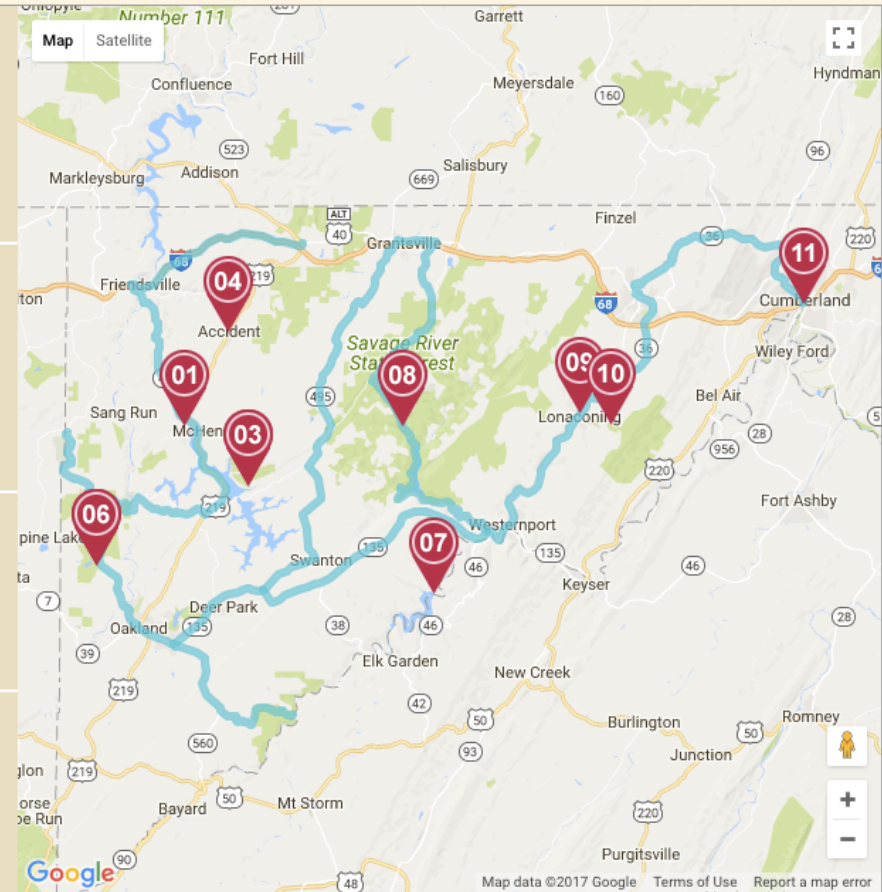 Number 111
Garrett
Map
Satellite
Fort Hill
Confluence
Meyersdale
Hyndman
160
523
96
Addison
Markleysburg
Salisbury
669
ALT
40
Finzel
36
220
68
Grantsville
11
219
04
Friendsville
68
Cumberland
Accident
Savage River
36
Wiley Ford
01
08
09
10
495
Bel Air
Sang Run
McHen
Lonaconing
03
28
956
220
219
06
Fort Ashby
Westernport
07
135
135
Swanton
46
46
Keyser
7
Deer Park
Oakland
135
38
46
28
39
Elk Garden
New Creek
219
42
50
Burlington
Romney
50
560
93
Junction
219
Bayard
50
Mt Storm
220
Purgitsville
Google
90
48
Map data ©2017 Google
Terms of Use
Report a map error